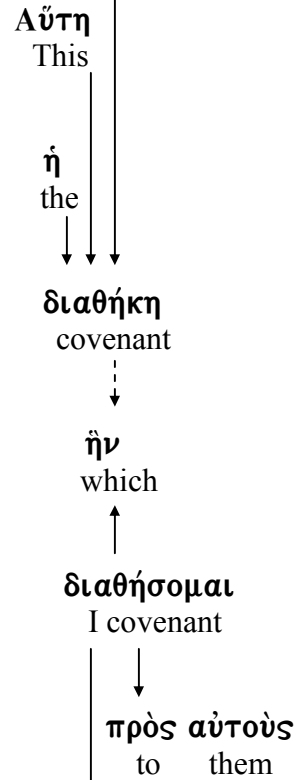 Αὕτη
This
ἡ
the
διαθήκη
covenant
ἣν
which
διαθήσομαι
I covenant
πρὸς αὐτοὺς
to them